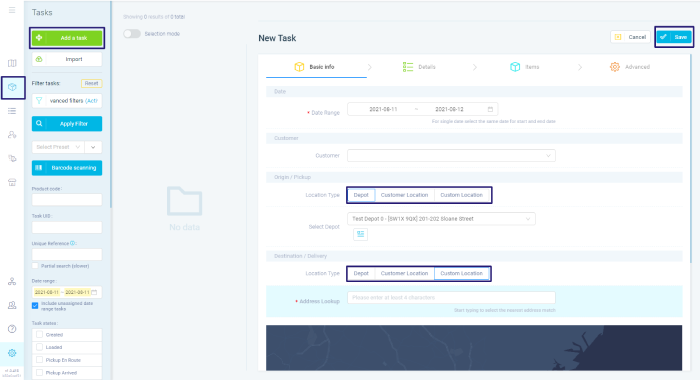 Tasks
Add a task
Import
Filter tasks:
Reset
vanced filters (Activ
Apply Filter
Select Preset
Barcode scanning
Product code:
Task UID:
Unique Reference
Partial search (slower)
Date range:
2021-08-11 – 2021-08-11
Include unassigned date
range tasks
Task states:
Created
Loaded
Pickup En Route
Pickup Arrived
Showing 0 results of 0 total
Selection mode
No data
New Task
Cancel
Save
Basic info
Details
Items
Advanced
Date
* Date Range
2021-08-11 – 2021-08-12
For single date select the same date for start and end date
Customer
Customer
Origin / Pickup
Location Type
Depot
Customer Location
Custom Location
Select Depot
Test Depot 0 - [SW1X 9QX] 201-202 Sloane Street
Destination / Delivery
Location Type
Depot
Customer Location
Custom Location
* Address Lookup
Please enter at least 4 characters
Start typing to select the nearest address match